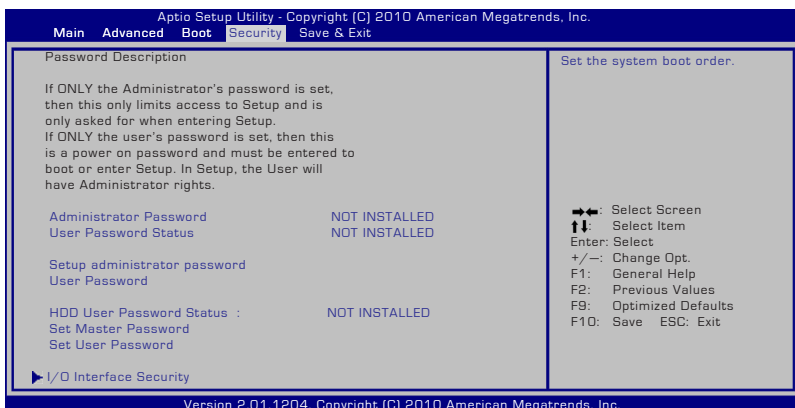 Aptio Setup Utility - Copyright (C) 2010 American Megatrends, Inc.
Main Advanced Boot Security Save & Exit
Password Description
Set the system boot order.
If ONLY the Administrator's password is set,
then this only limits access to Setup and is
only asked for when entering Setup.
If ONLY the user's password is set, then this
is a power on password and must be entered to
boot or enter Setup. In Setup, the User will
have Administrator rights.
Administrator Password NOT INSTALLED
User Password Status NOT INSTALLED
Setup administrator password
User Password
HDD User Password Status : NOT INSTALLED
Set Master Password
Set User Password
I/O Interface Security
→←: Select Screen
↑↓: Select Item
Enter: Select
+/—: Change Opt.
F1: General Help
F2: Previous Values
F9: Optimized Defaults
F10: Save ESC: Exit
Version 2.01.1204. Copyright (C) 2010 American Megatrends, Inc.